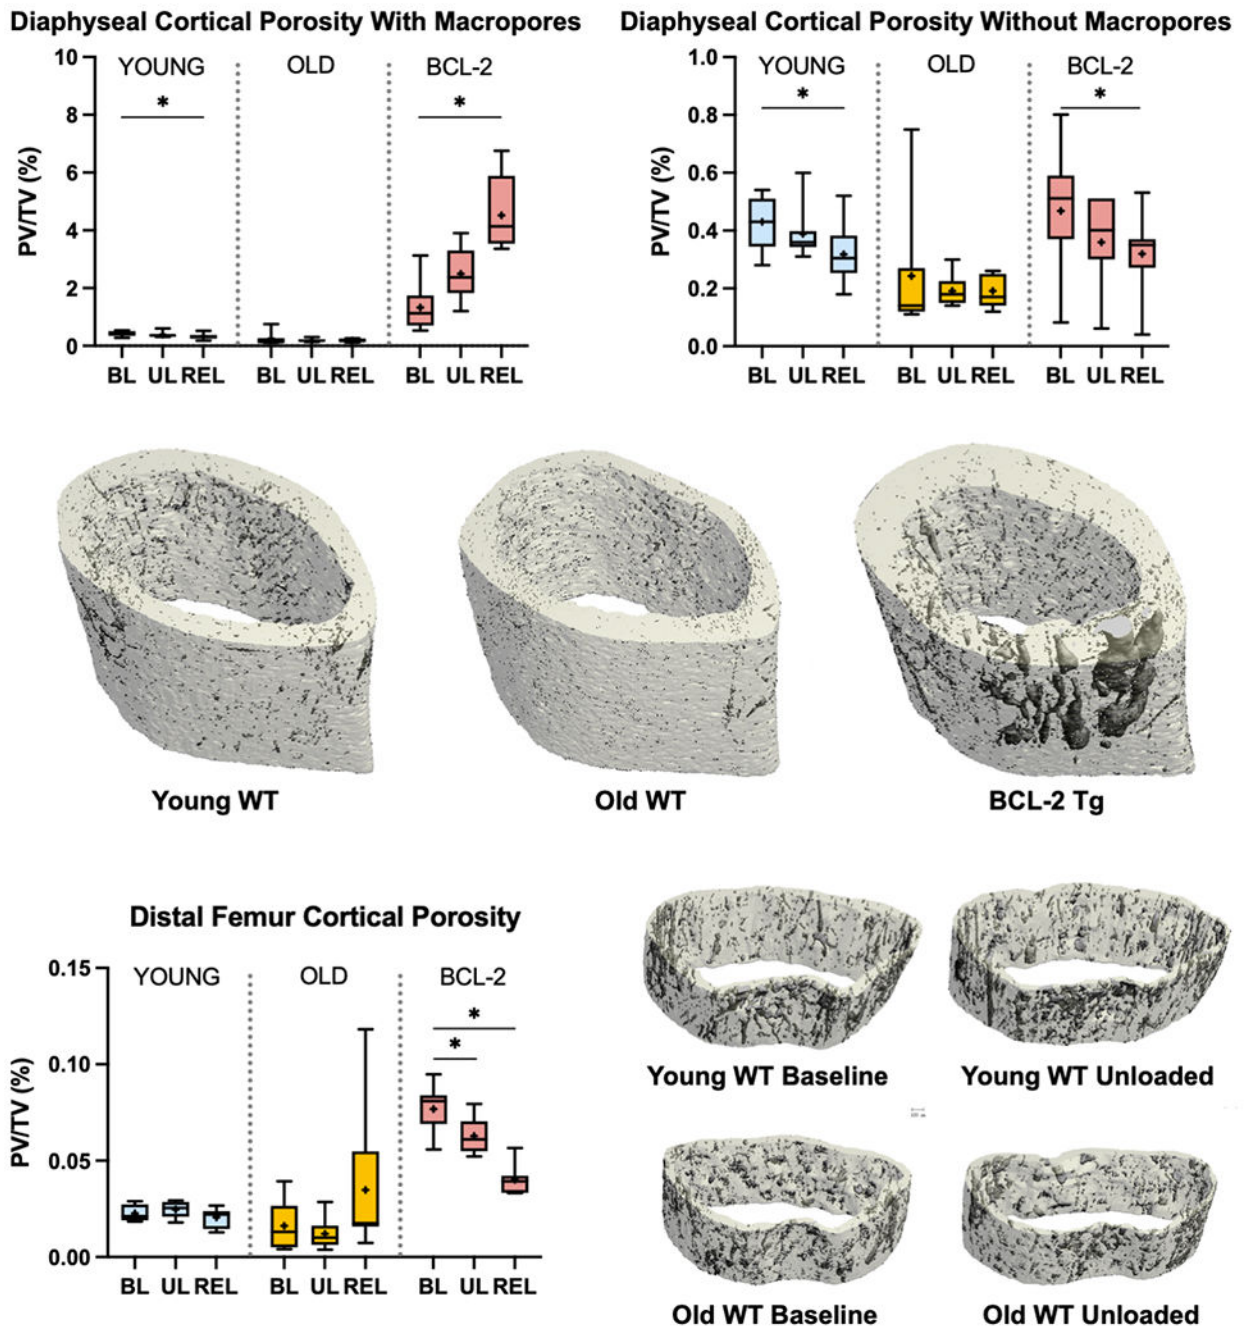 Diaphyseal Cortical Porosity With Macropores
PV/TV (%)
10
8
6
4
2
0
YOUNG
OLD
BCL-2
*
*
BL UL REL
BL UL REL
BL UL REL
Diaphyseal Cortical Porosity Without Macropores
PV/TV (%)
1.0
0.8
0.6
0.4
0.2
0.0
YOUNG
OLD
BCL-2
*
*
BL UL REL
BL UL REL
BL UL REL
Young WT
Old WT
BCL-2 Tg
Distal Femur Cortical Porosity
PV/TV (%)
0.15
0.10
0.05
0.00
YOUNG
OLD
BCL-2
*
*
BL UL REL
BL UL REL
BL UL REL
Young WT Baseline
Young WT Unloaded
Old WT Baseline
Old WT Unloaded